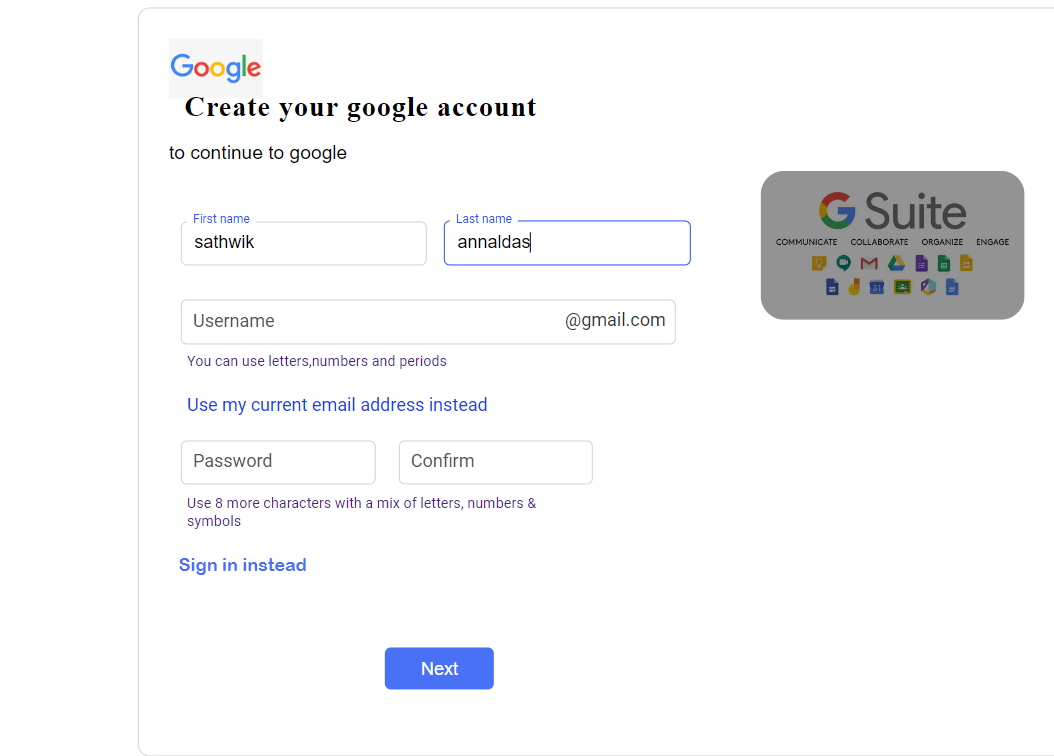 Google
Create your google account
to continue to google
First name
sathwik
Last name
annaldas
Username
@gmail.com
You can use letters,numbers and periods
Use my current email address instead
Password
Confirm
Use 8 more characters with a mix of letters, numbers &
symbols
Sign in instead
Next
G Suite
COMMUNICATE COLLABORATE ORGANIZE ENGAGE
31